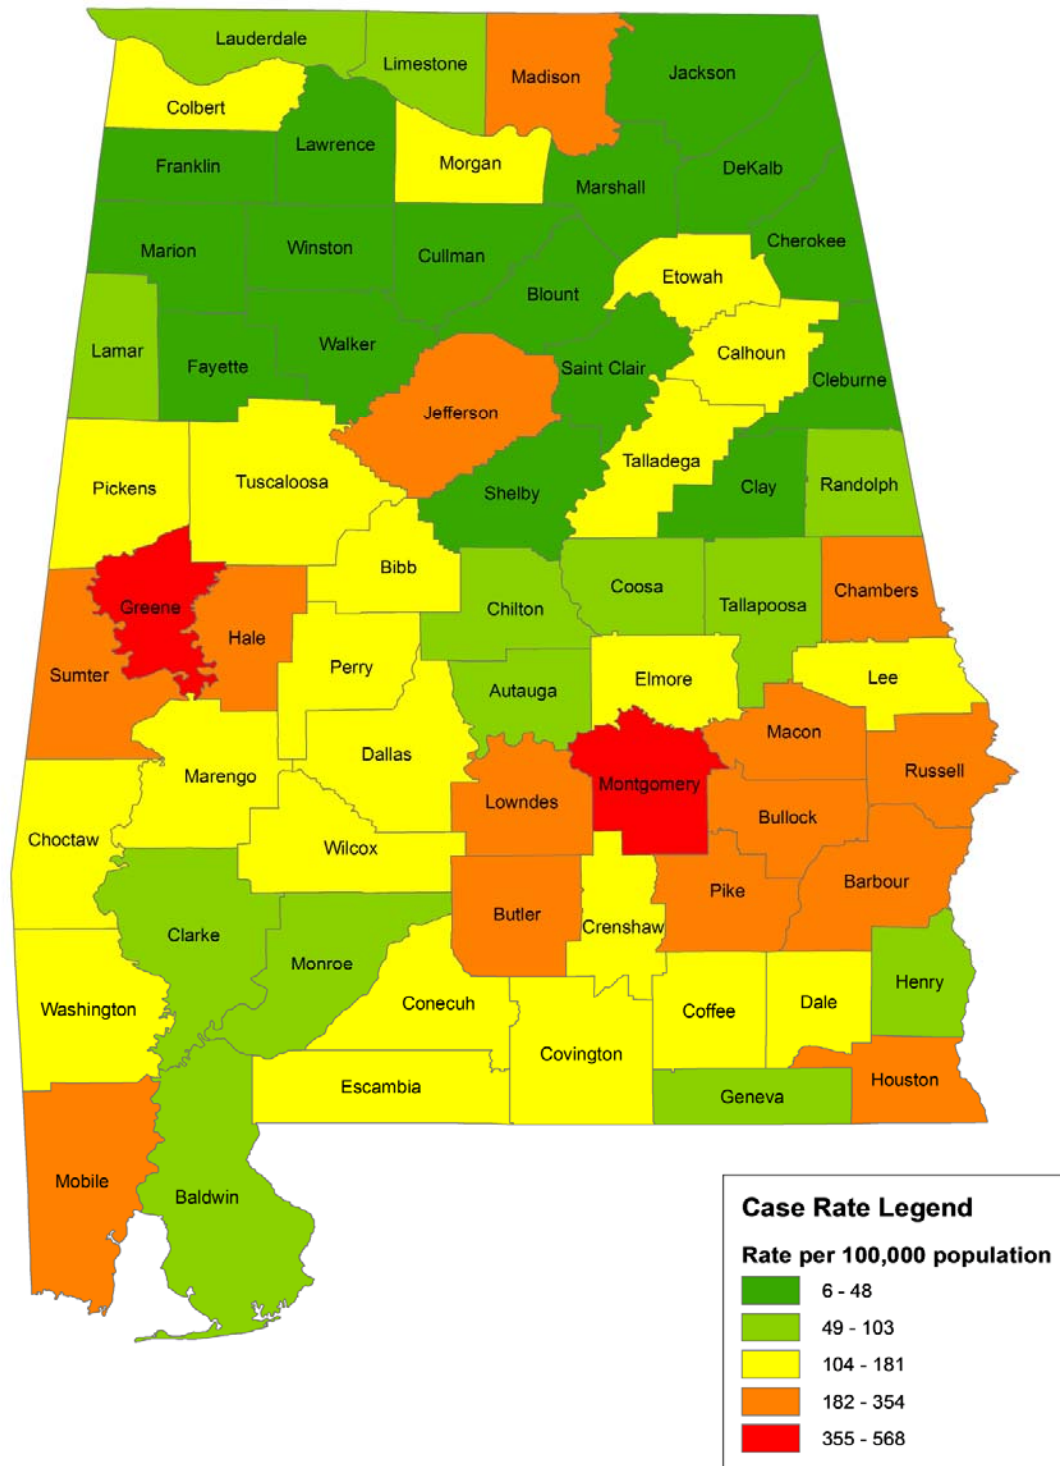 Lauderdale
Limestone
Madison
Jackson
Colbert
Lawrence
Morgan
Franklin
DeKalb
Marshall
Cherokee
Marion
Winston
Cullman
Etowah
Blount
Lamar
Fayette
Walker
Saint Clair
Calhoun
Cleburne
Jefferson
Talladega
Pickens
Tuscaloosa
Shelby
Clay
Randolph
Bibb
Coosa
Chambers
Greene
Chilton
Tallapoosa
Hale
Sumter
Perry
Autauga
Elmore
Lee
Macon
Dallas
Marengo
Russell
Montgomery
Lowndes
Bullock
Choctaw
Wilcox
Barbour
Pike
Butler
Crenshaw
Clarke
Monroe
Henry
Washington
Conecuh
Coffee
Dale
Covington
Escambia
Houston
Geneva
Mobile
Baldwin
Case Rate Legend
Rate per 100,000 population
6 - 48
49 - 103
104 - 181
182 - 354
355 - 568